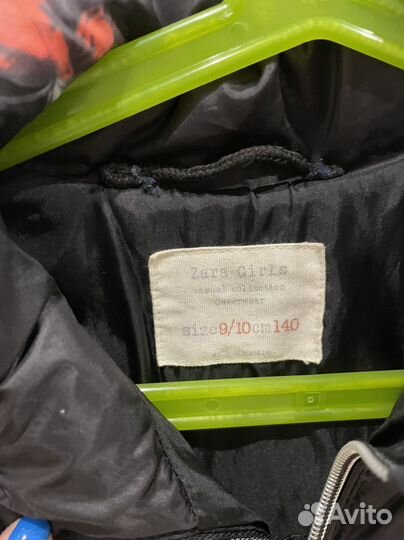 Zara Girls
casual collection
Outerwear
size 9/10 cm 140
Avito